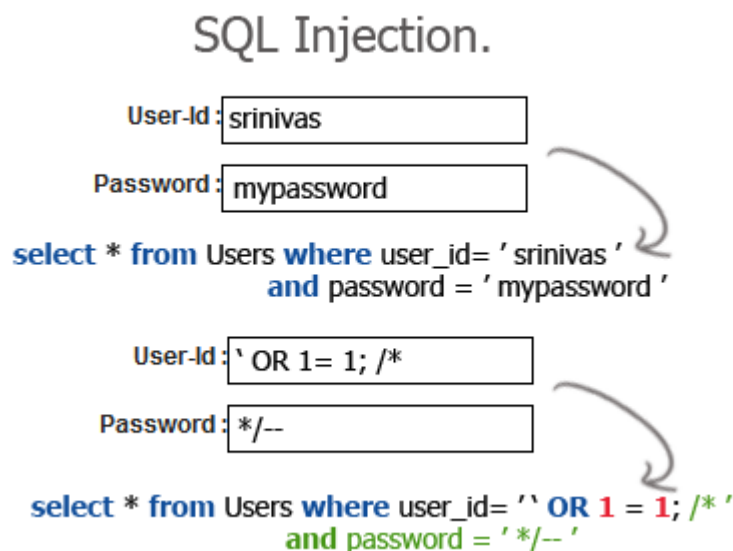 SQL Injection.
User-Id : srinivas
Password : mypassword
select * from Users where user_id= ' srinivas '
and password = ' mypassword '
User-Id : ` OR 1= 1; /*
Password : */--
select * from Users where user_id= '` OR 1 = 1; /* '
and password = ' */-- '